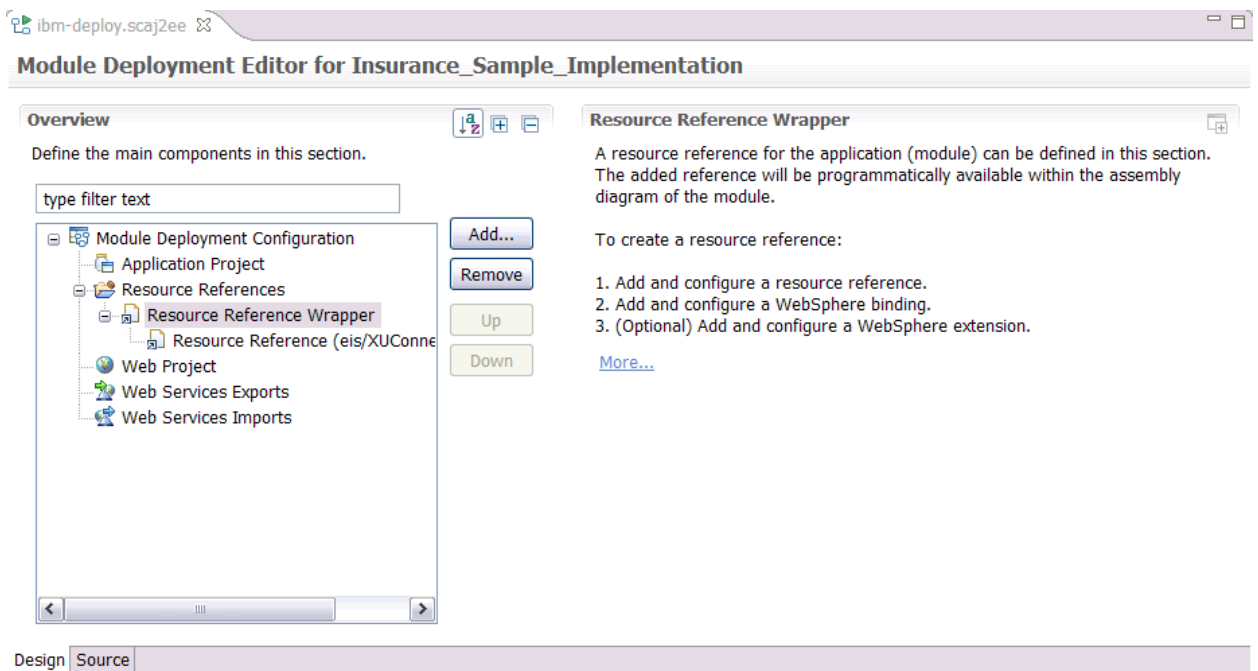 ibm-deploy.scaj2ee
Module Deployment Editor for Insurance_Sample_Implementation
Overview
Define the main components in this section.
type filter text
Module Deployment Configuration
Application Project
Resource References
Resource Reference Wrapper
Resource Reference (eis/XUConne
Web Project
Web Services Exports
Web Services Imports
Add...
Remove
Up
Down
Resource Reference Wrapper
A resource reference for the application (module) can be defined in this section.
The added reference will be programmatically available within the assembly
diagram of the module.
To create a resource reference:
1. Add and configure a resource reference.
2. Add and configure a WebSphere binding.
3. (Optional) Add and configure a WebSphere extension.
More...
Design Source